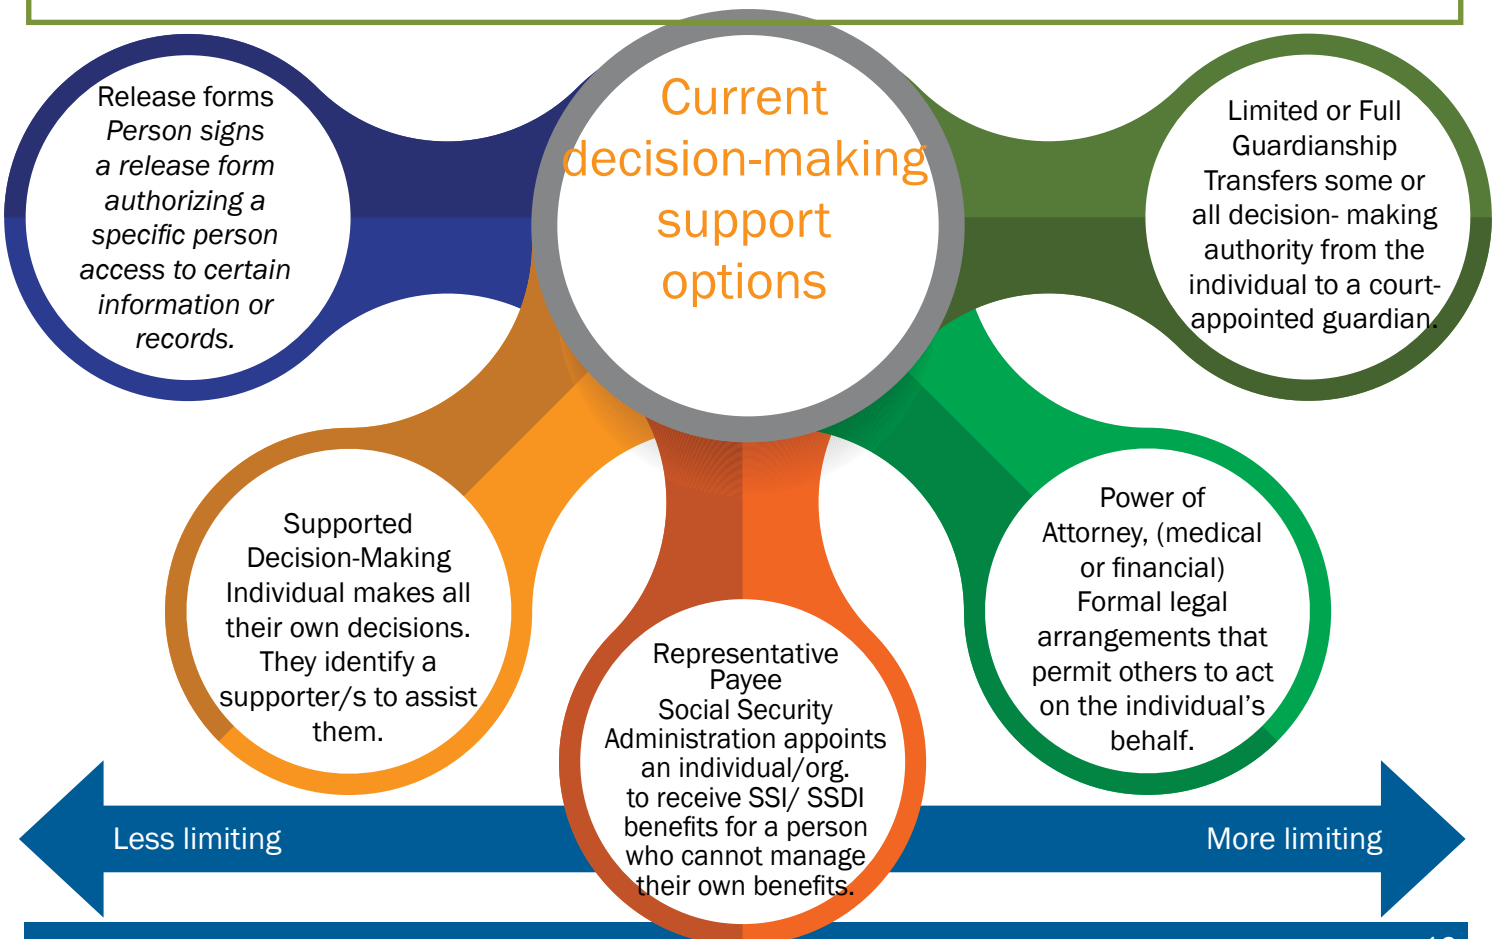 Current
decision-making
support
options
Release forms
Person signs
a release form
authorizing a
specific person
access to certain
information or
records.
Supported
Decision-Making
Individual makes all
their own decisions.
They identify a
supporter/s to assist
them.
Representative
Payee
Social Security
Administration appoints
an individual/org.
to receive SSI/ SSDI
benefits for a person
who cannot manage
their own benefits.
Power of
Attorney, (medical
or financial)
Formal legal
arrangements that
permit others to act
on the individual’s
behalf.
Limited or Full
Guardianship
Transfers some or
all decision- making
authority from the
individual to a court-
appointed guardian.
Less limiting
More limiting